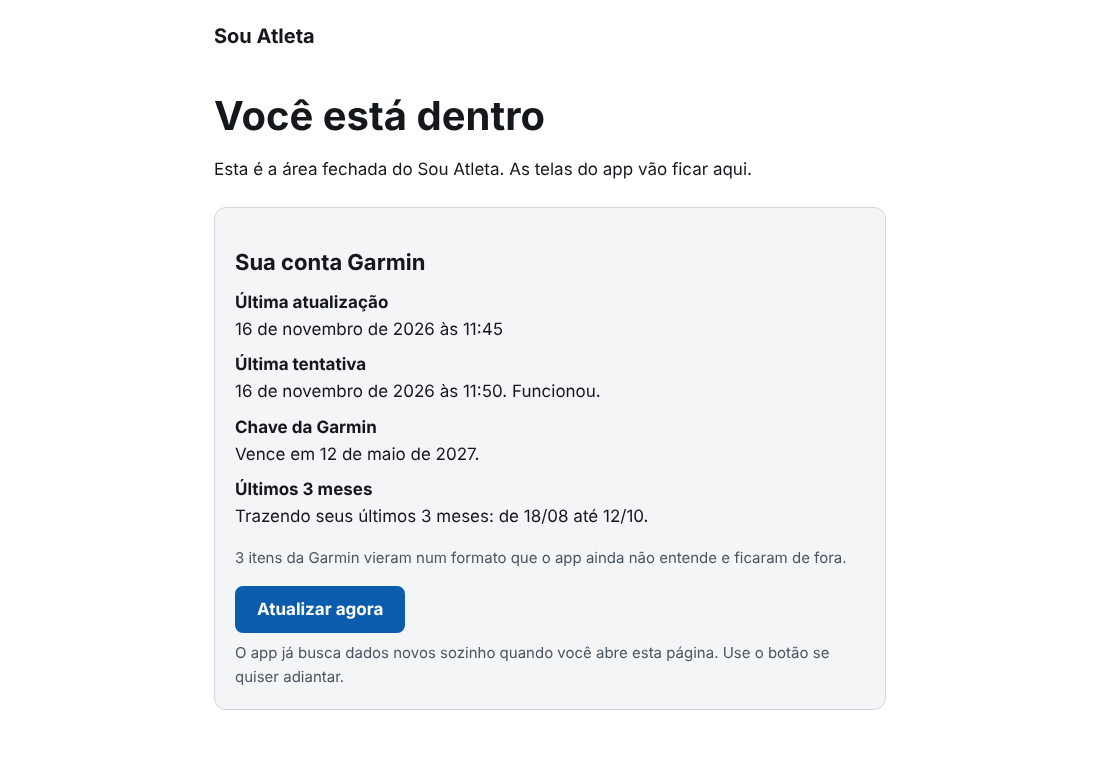 Sou Atleta
Você está dentro
Esta é a área fechada do Sou Atleta. As telas do app vão ficar aqui.
Sua conta Garmin
Última atualização
16 de novembro de 2026 às 11:45
Última tentativa
16 de novembro de 2026 às 11:50. Funcionou.
Chave da Garmin
Vence em 12 de maio de 2027.
Últimos 3 meses
Trazendo seus últimos 3 meses: de 18/08 até 12/10.
3 itens da Garmin vieram num formato que o app ainda não entende e ficaram de fora.
Atualizar agora
O app já busca dados novos sozinho quando você abre esta página. Use o botão se
quiser adiantar.